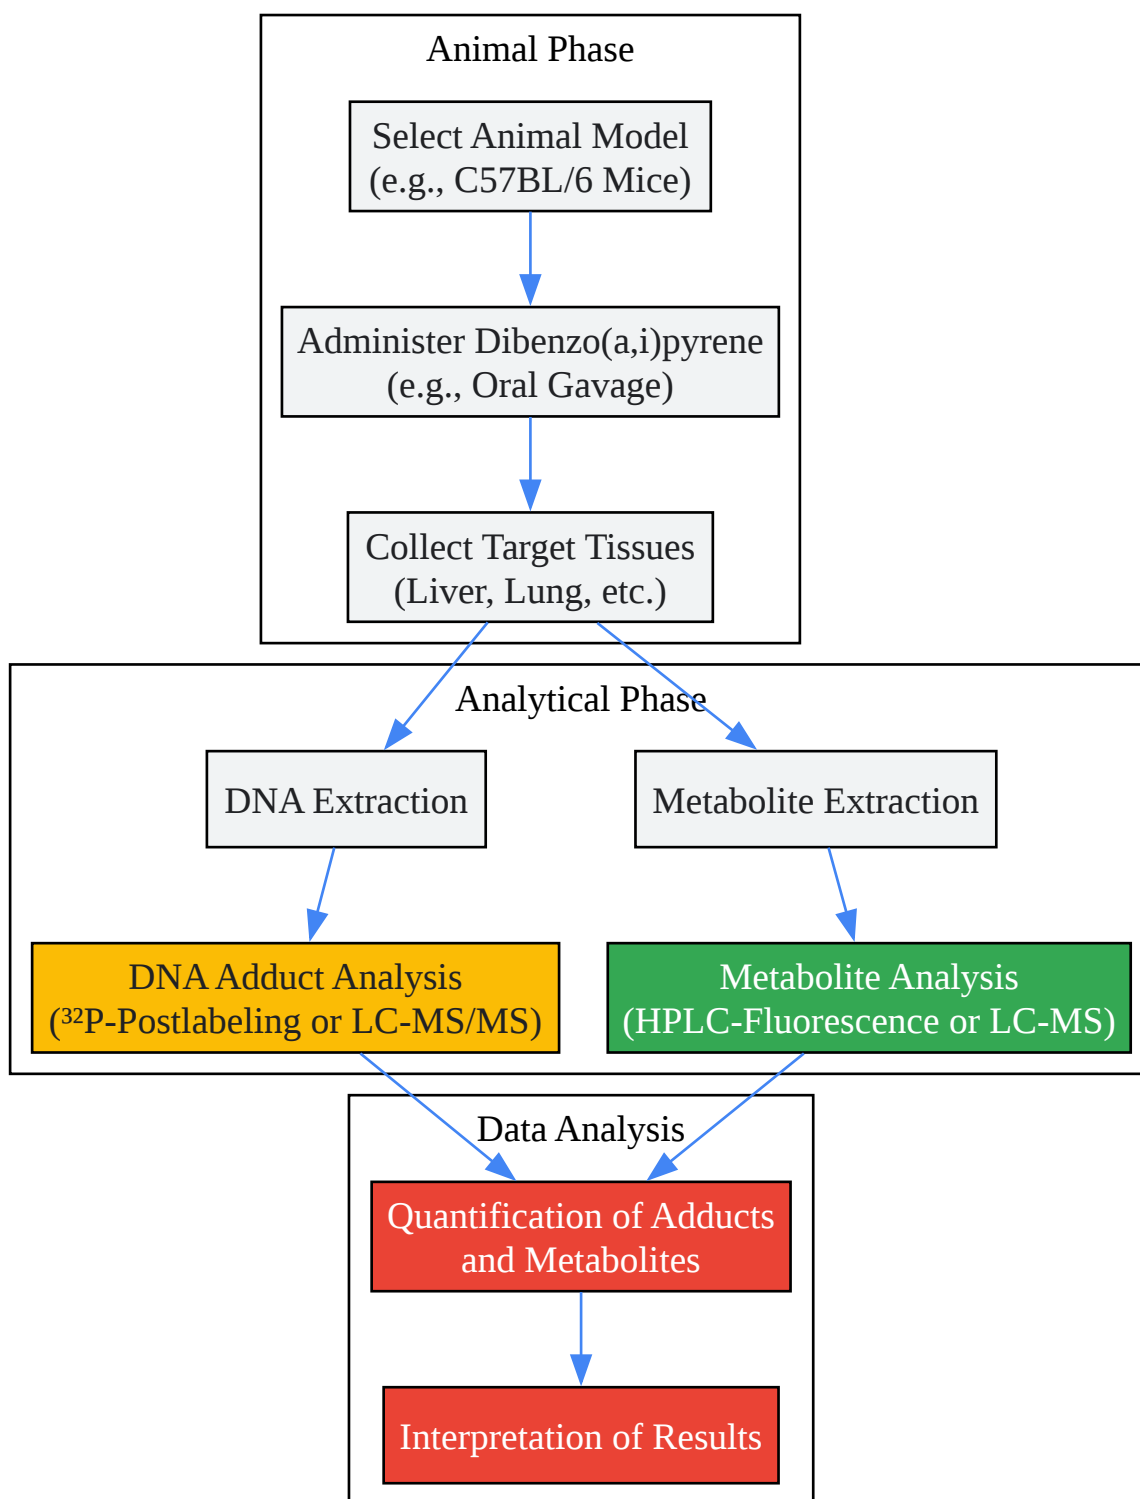 Animal Phase
Select Animal Model
(e.g., C57BL/6 Mice)
Administer Dibenzo(a,i)pyrene
(e.g., Oral Gavage)
Collect Target Tissues
(Liver, Lung, etc.)
Analytical Phase
DNA Extraction
Metabolite Extraction
DNA Adduct Analysis
(³²P-Postlabeling or LC-MS/MS)
Metabolite Analysis
(HPLC-Fluorescence or LC-MS)
Data Analysis
Quantification of Adducts
and Metabolites
Interpretation of Results